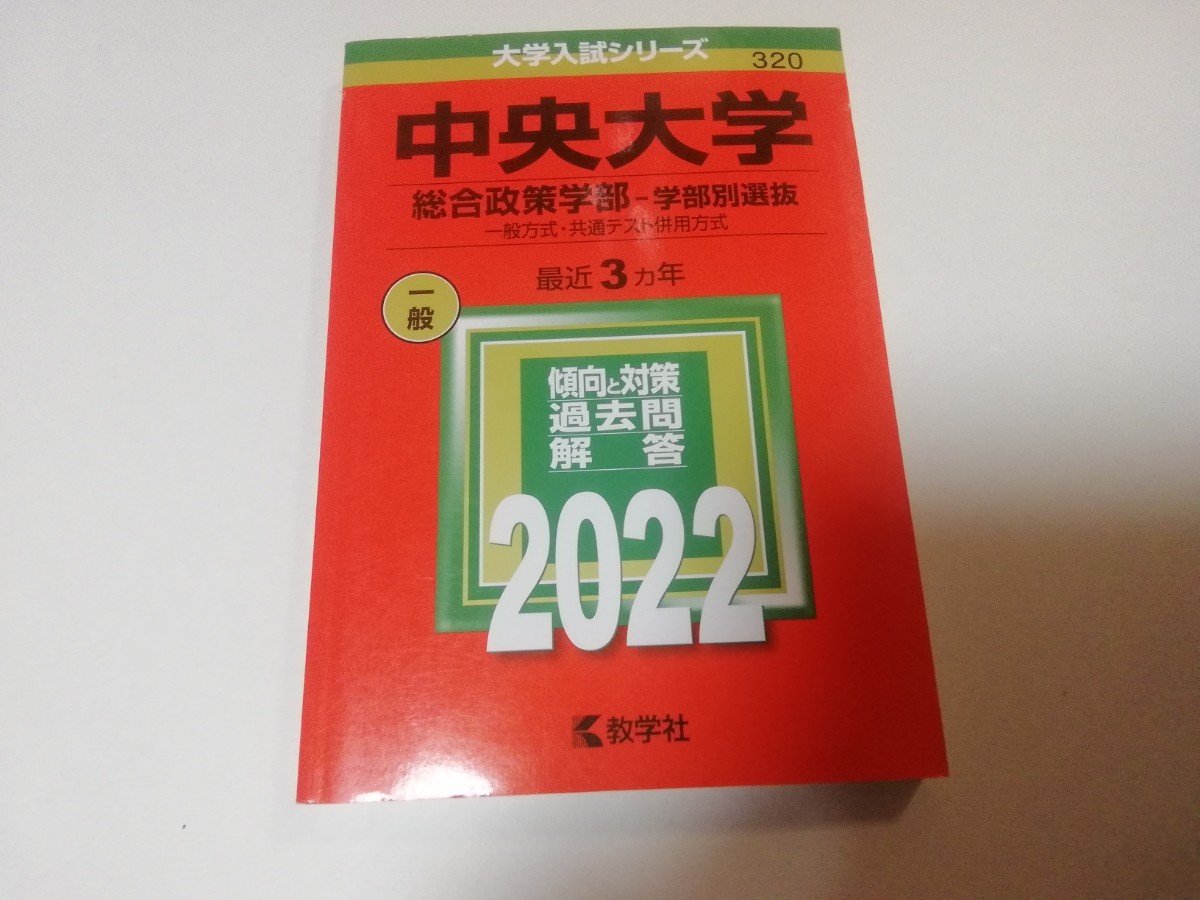 大学入試シリーズ
320
中央大学
総合政策学部－学部別選抜
一般方式・共通テスト併用方式
最近3カ年
一般
傾向と対策
過去問
解答
2022
教学社